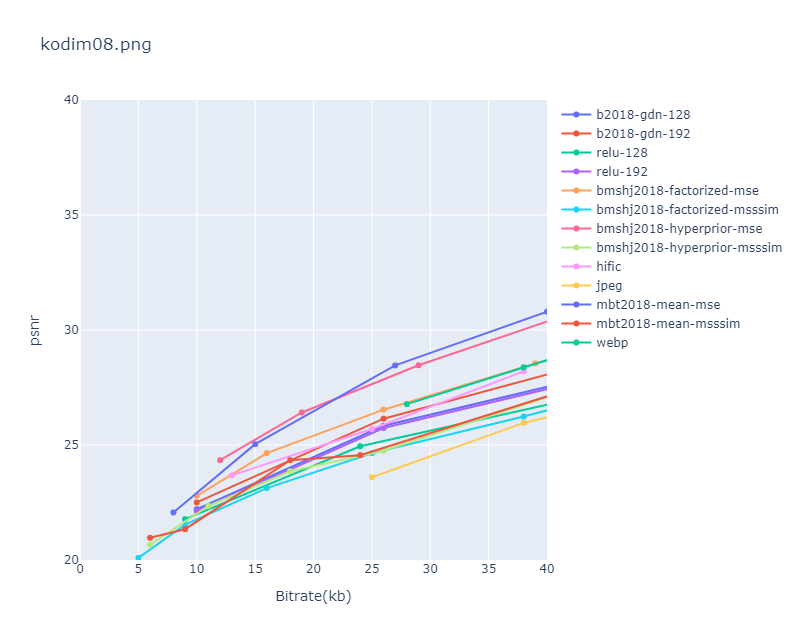 kodim08.png
40
35
30
25
20
psnr
0 5 10 15 20 25 30 35 40
Bitrate(kb)
b2018-gdn-128
b2018-gdn-192
relu-128
relu-192
bmshj2018-factorized-mse
bmshj2018-factorized-msssim
bmshj2018-hyperprior-mse
bmshj2018-hyperprior-msssim
hific
jpeg
mbt2018-mean-mse
mbt2018-mean-msssim
webp